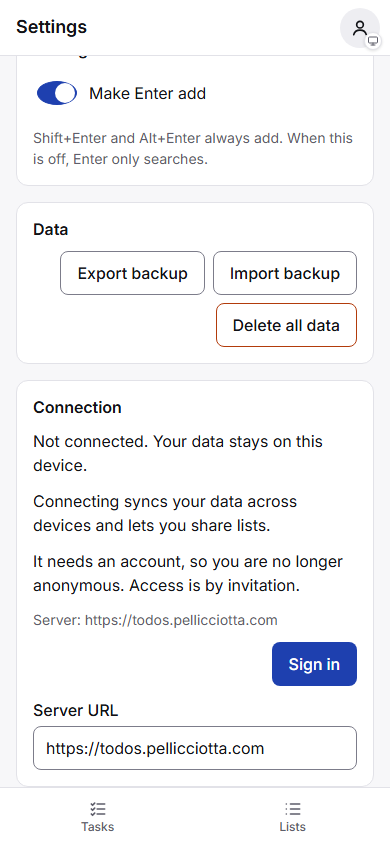 Settings
Make Enter add
Shift+Enter and Alt+Enter always add. When this
is off, Enter only searches.
Data
Export backup
Import backup
Delete all data
Connection
Not connected. Your data stays on this
device.
Connecting syncs your data across
devices and lets you share lists.
It needs an account, so you are no longer
anonymous. Access is by invitation.
Server: https://todos.pellicciotta.com
Sign in
Server URL
https://todos.pellicciotta.com
Tasks
Lists